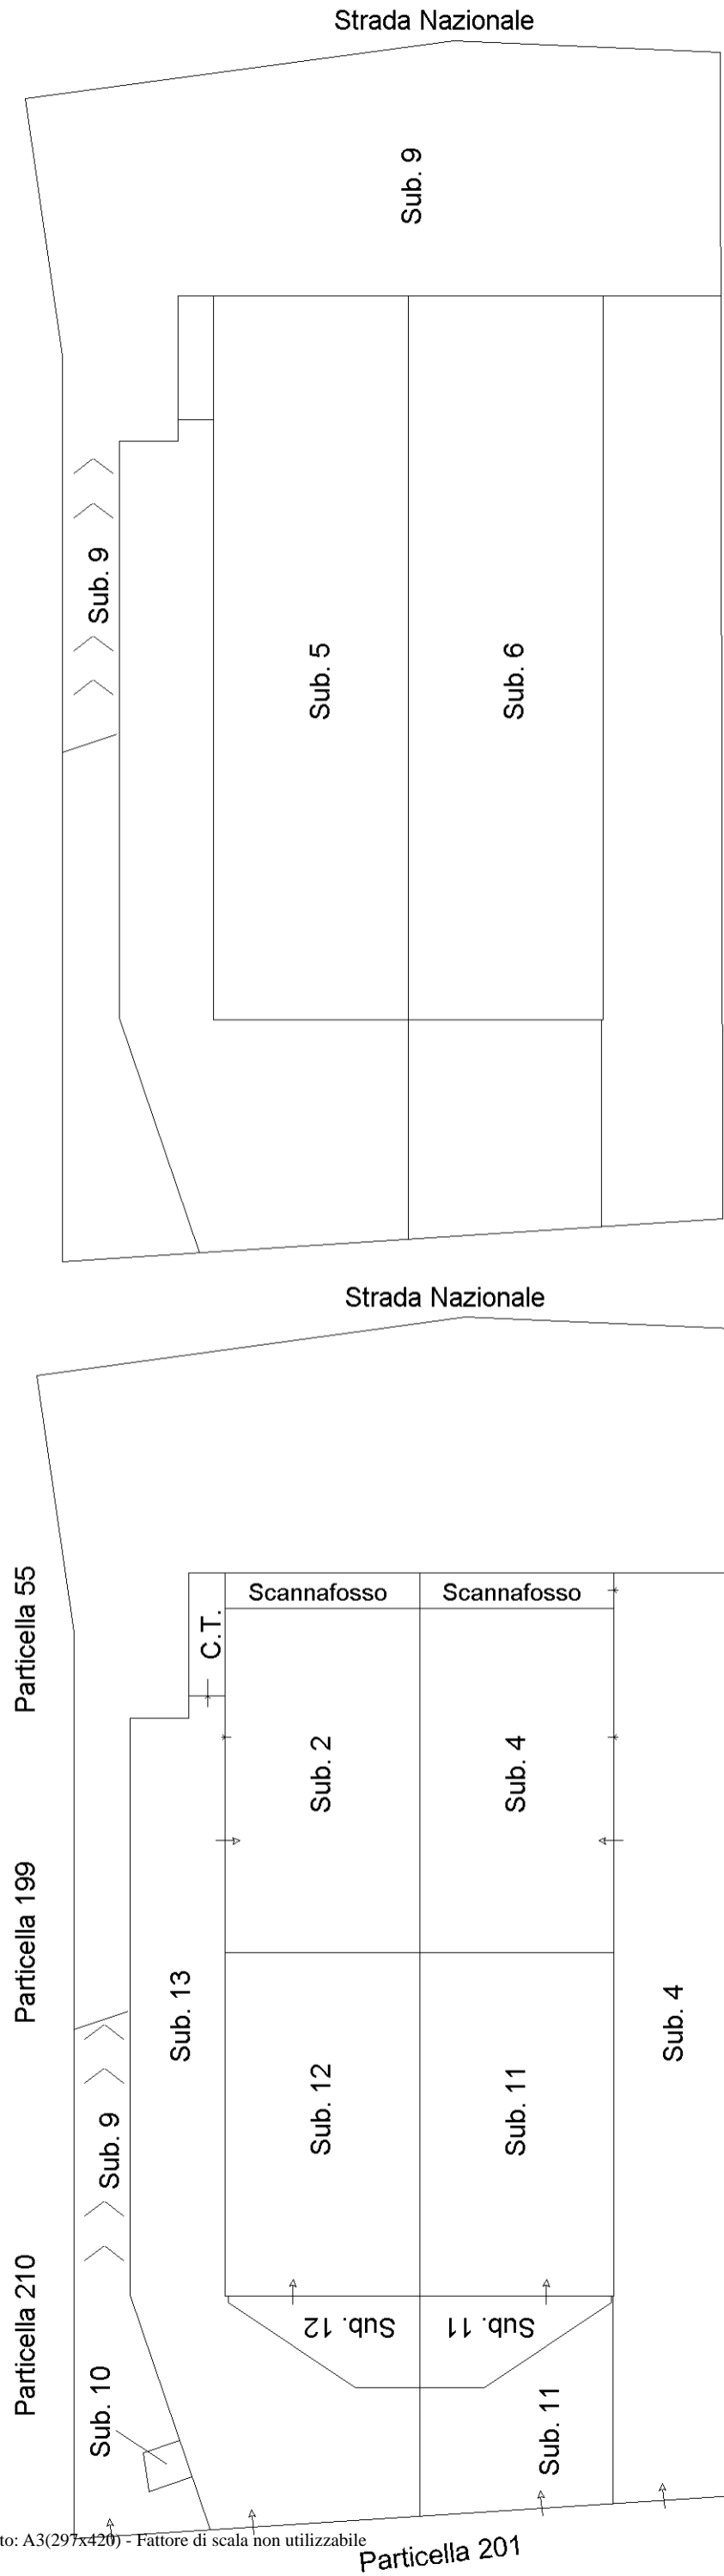 Strada Nazionale
Sub. 9
Sub. 9
Sub. 5
Sub. 6
Strada Nazionale
Particella 55
Scannafosso
Scannafosso
C.T.
Sub. 2
Sub. 4
Particella 199
Sub. 13
Sub. 4
Sub. 12
Sub. 11
Sub. 9
Particella 210
Sub. 12
Sub. 11
Sub. 10
Sub. 11
to: A3(297x420) - Fattore di scala non utilizzabile
Particella 201